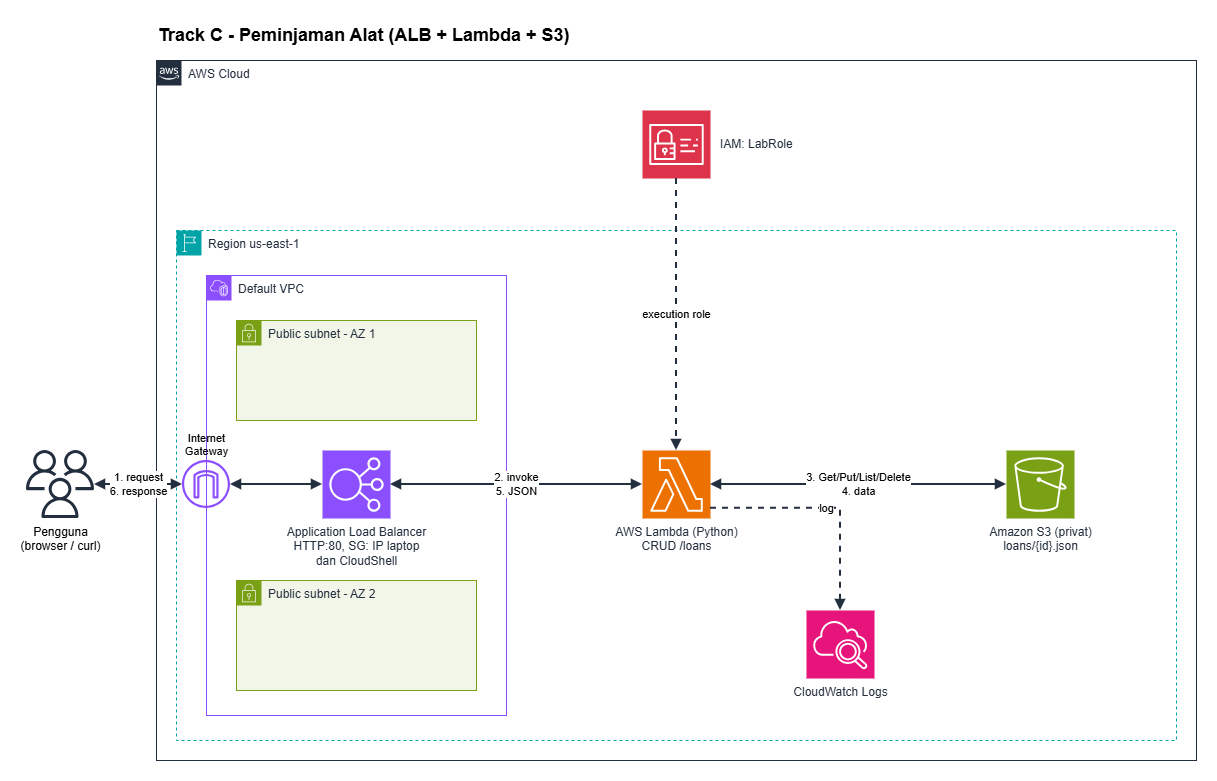 Track C - Peminjaman Alat (ALB + Lambda + S3)
aws
AWS Cloud
IAM: LabRole
Region us-east-1
Default VPC
execution role
Public subnet - AZ 1
Internet
Gateway
1. request
6. response
2. invoke
5. JSON
3. Get/Put/List/Delete
4. data
log
Pengguna
(browser / curl)
Application Load Balancer
HTTP:80, SG: IP laptop
dan CloudShell
AWS Lambda (Python)
CRUD /loans
Amazon S3 (privat)
loans/{id}.json
Public subnet - AZ 2
CloudWatch Logs